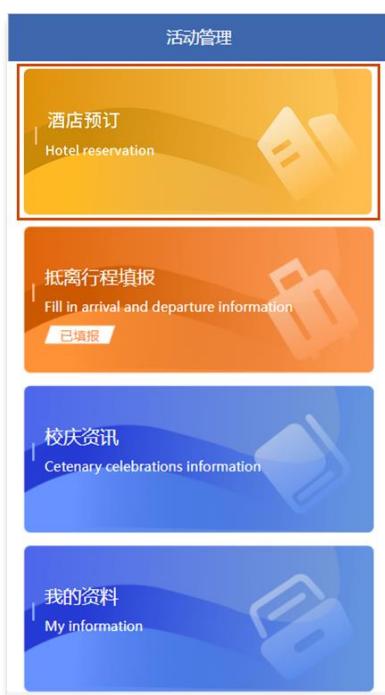 活动管理
酒店预订
Hotel reservation
抵离行程填报
Fill in arrival and departure information
已填报
校庆资讯
Cetenary celebrations information
我的资料
My information